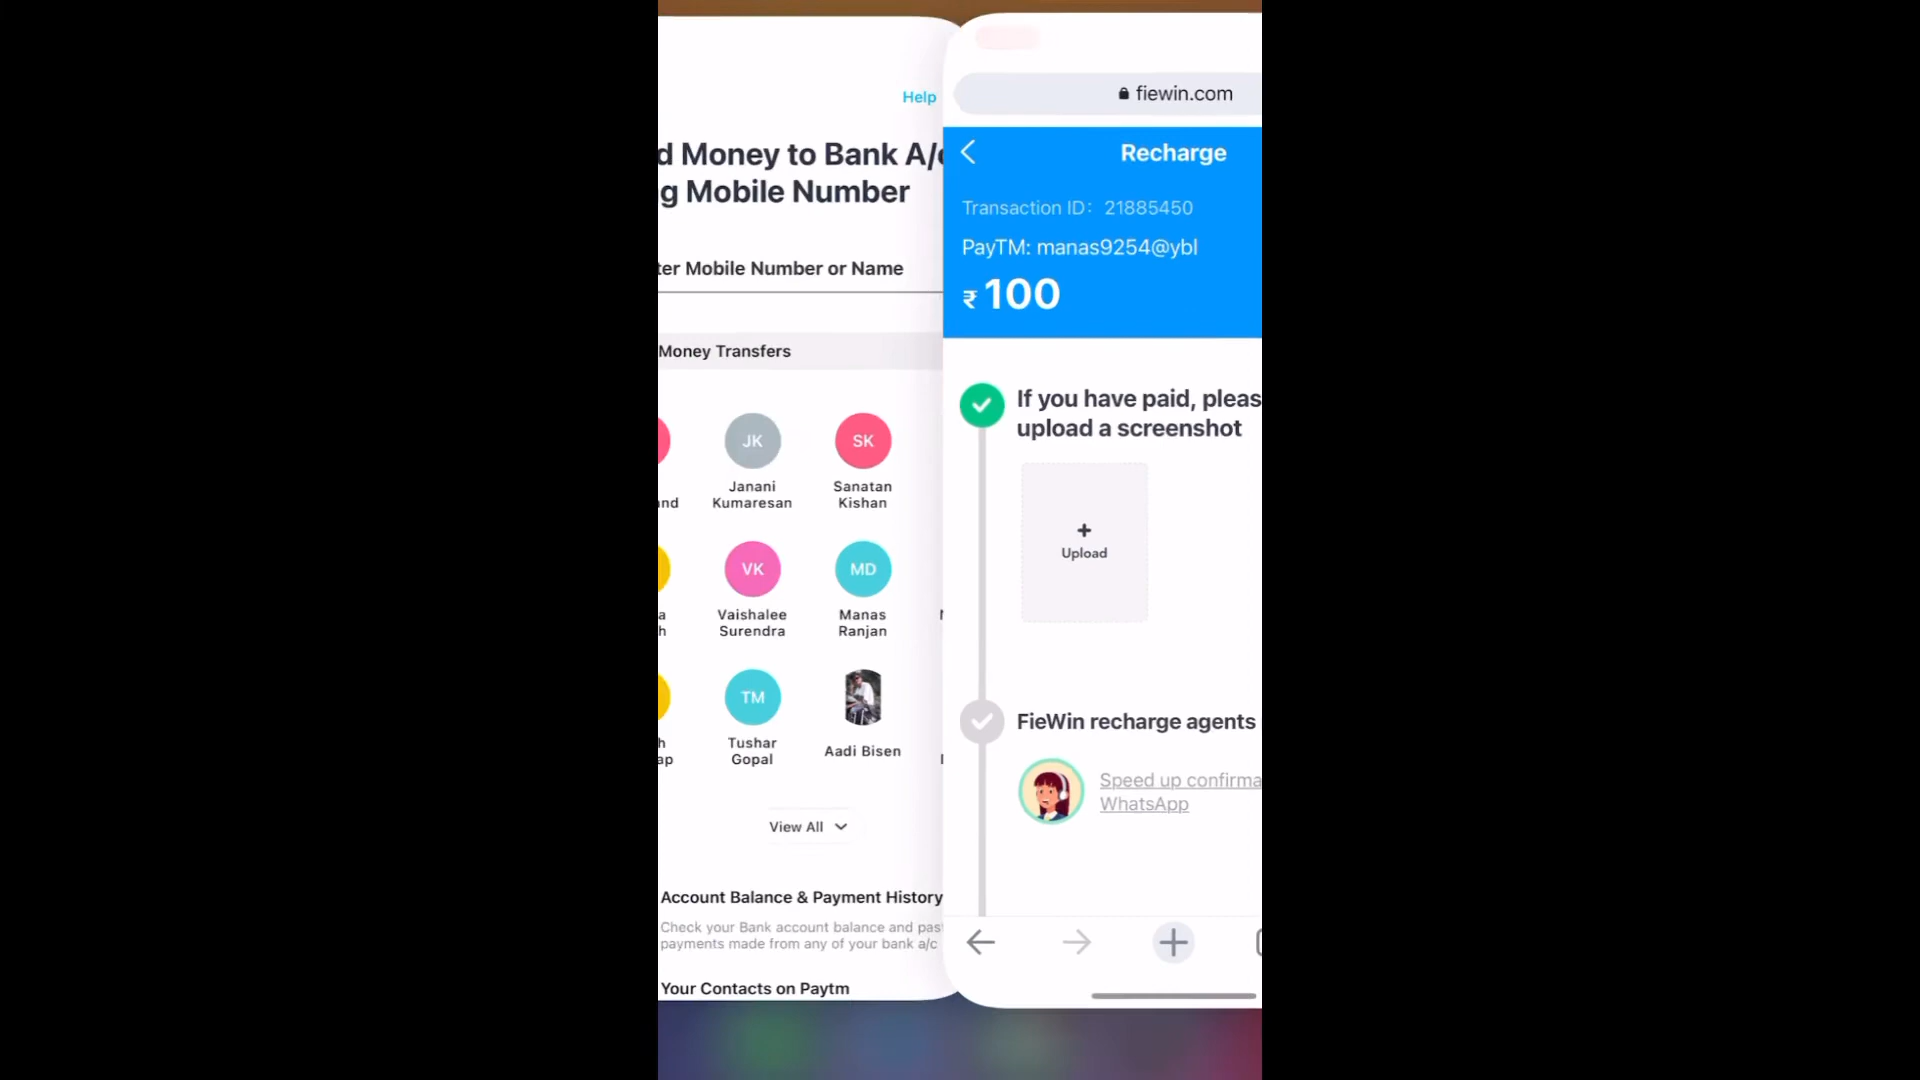 Help
d Money to Bank A/c
g Mobile Number
ter Mobile Number or Name
Money Transfers
JK
SK
nd
Janani
Kumaresan
Sanatan
Kishan
VK
MD
a
h
Vaishalee
Surendra
Manas
Ranjan
TM
h
ap
Tushar
Gopal
Aadi Bisen
View All
Account Balance & Payment History
Check your Bank account balance and pas
payments made from any of your bank a/c
Your Contacts on Paytm
fiewin.com
Recharge
Transaction ID: 21885450
PayTM: manas9254@ybl
₹ 100
If you have paid, pleas
upload a screenshot
+
Upload
FieWin recharge agents
Speed up confirma
WhatsApp